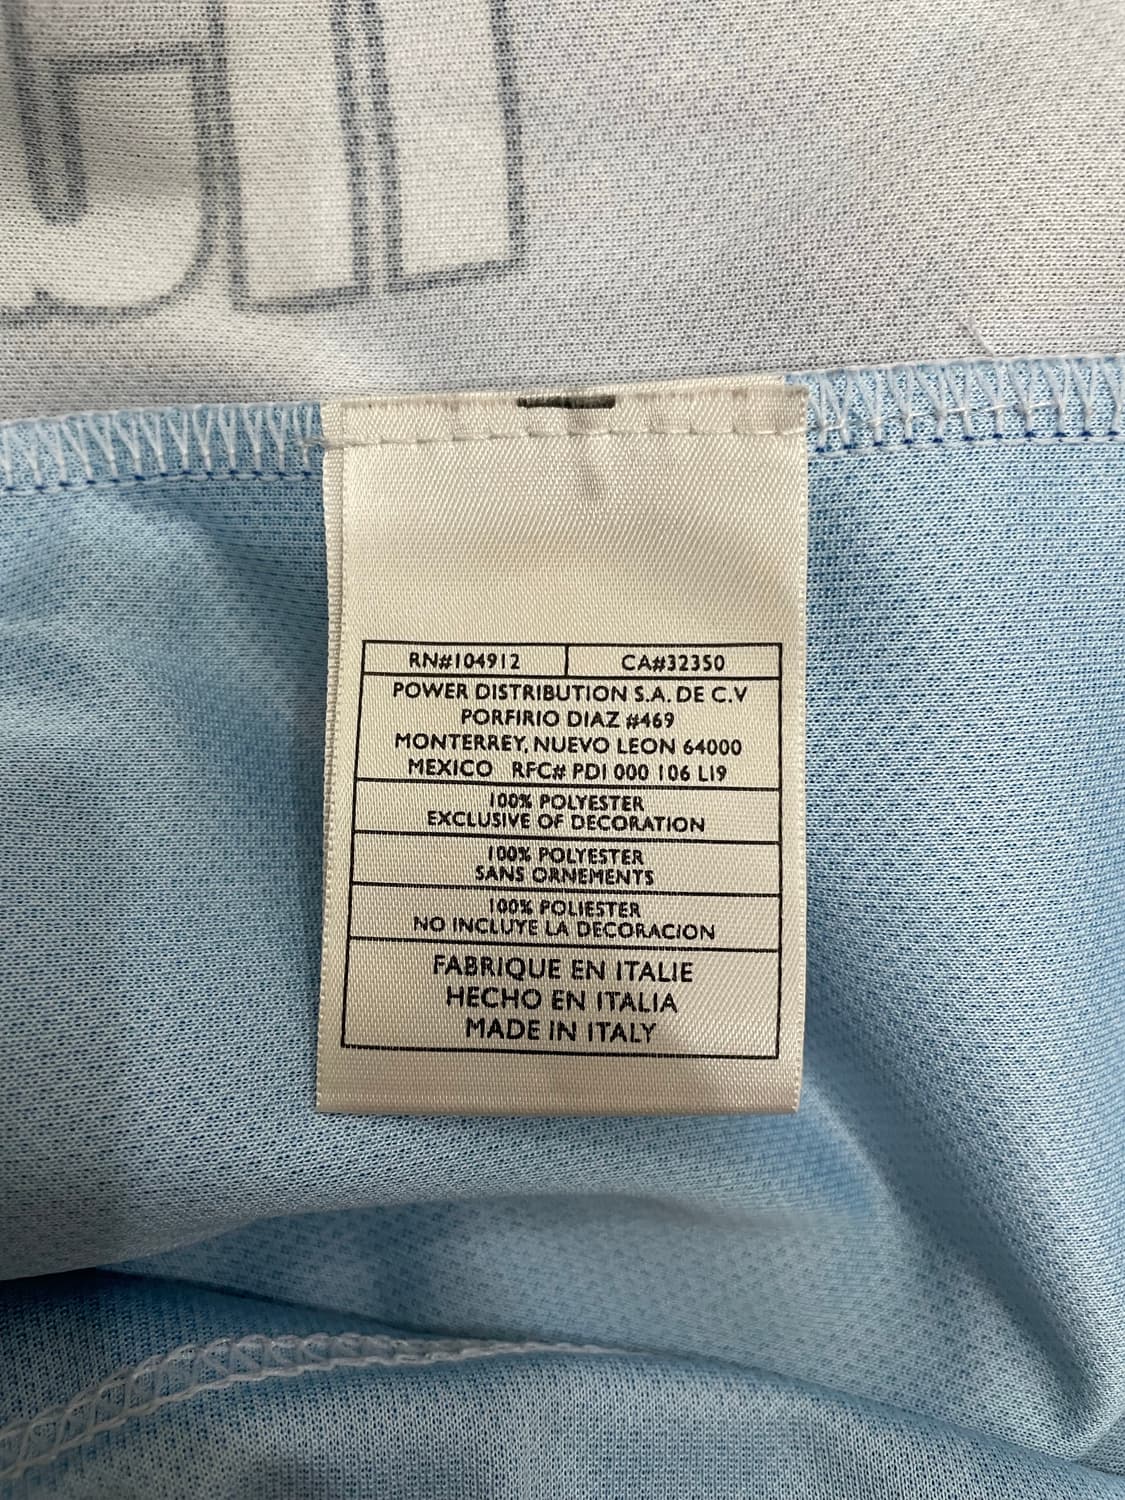 RN#104912 CA#32350
POWER DISTRIBUTION S.A. DE C.V
PORFIRIO DIAZ #469
MONTERREY, NUEVO LEON 64000
MEXICO RFC# PDI 000 106 L19
100% POLYESTER
EXCLUSIVE OF DECORATION
100% POLYESTER
SANS ORNEMENTS
100% POLIESTER
NO INCLUYE LA DECORACION
FABRIQUE EN ITALIE
HECHO EN ITALIA
MADE IN ITALY